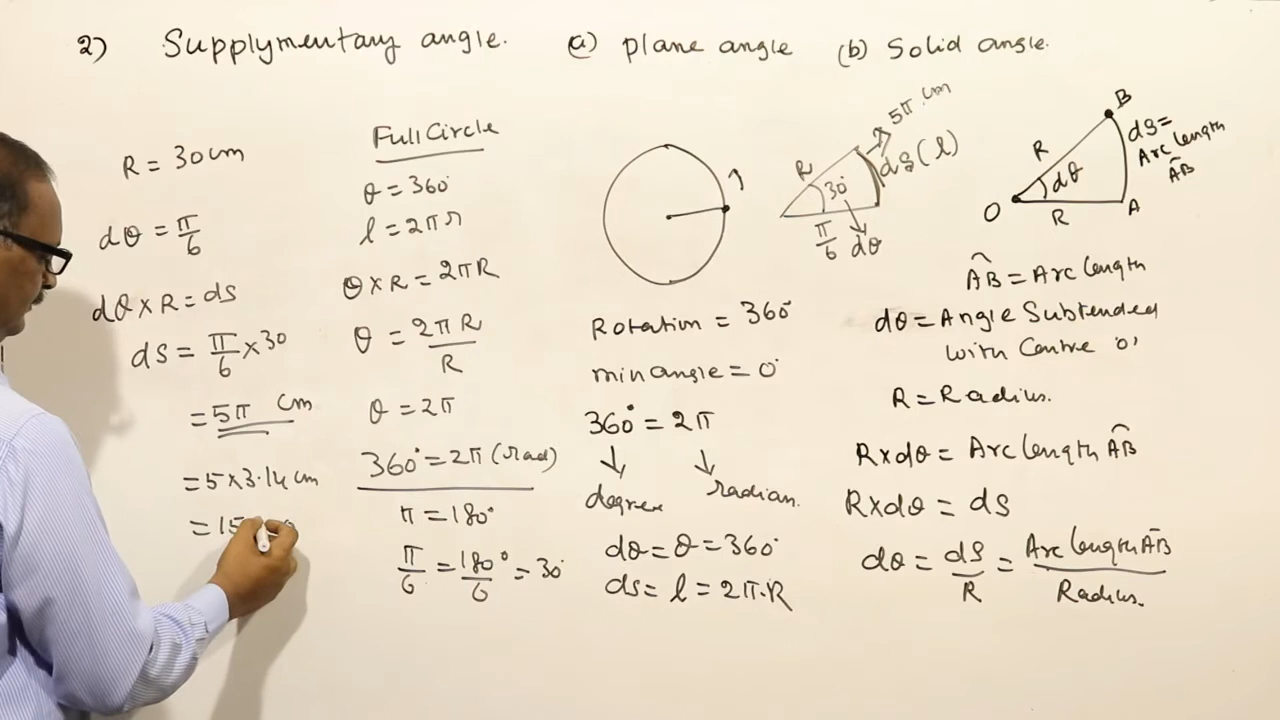 2) Supplymentary angle. (a) plane angle (b) Solid angle.
R = 30cm
dθ = π/6
dθ x R = ds
ds = π/6 x 30
= 5π cm
= 5 x 3.14 cm
= 15
Full Circle
θ = 360°
l = 2πr
θ x R = 2πR
θ = 2πR/R
θ = 2π
360° = 2π (rad)
π = 180°
π/6 = 180°/6 = 30°
Rotation = 360°
min angle = 0°
360° = 2π
degree radian.
dθ = θ = 360°
ds = l = 2π.R
R
30°
π/6
dθ
ds(l)
5π cm
O
R
R
dθ
A
B
ds =
Arc length
AB
AB = Arc length
dθ = Angle Subtended
with Centre 'O'
R = Radius.
R x dθ = Arc length AB
R x dθ = ds
dθ = ds/R = Arc length AB/Radius.